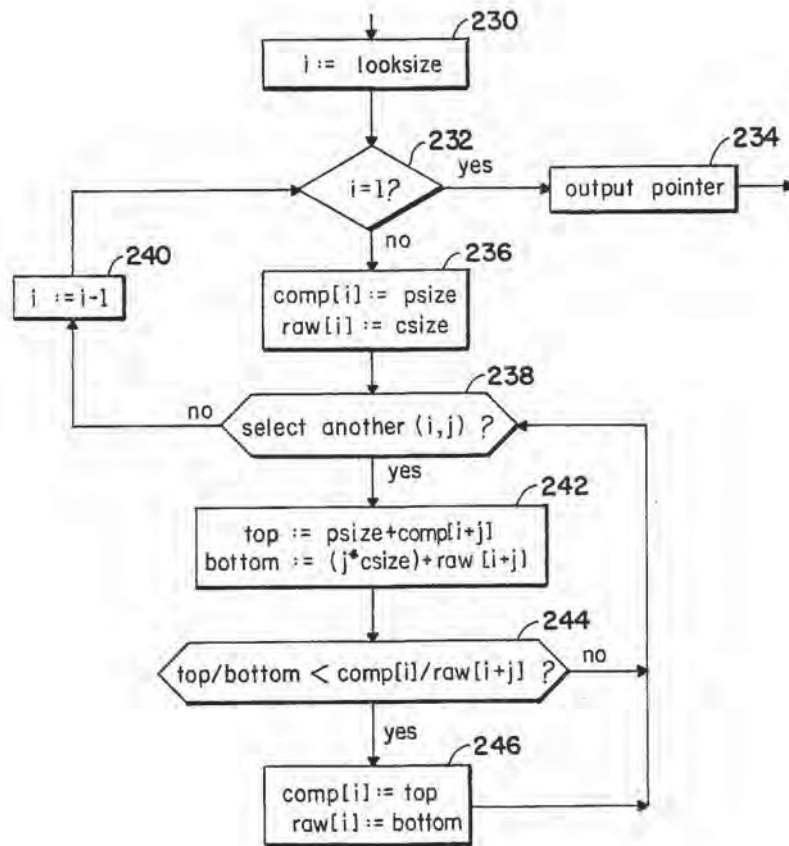 230
i := looksize
232
i=1?
yes
234
output pointer
no
240
i :=i-1
236
comp[i] := psize
raw[i] := csize
238
no
select another (i,j) ?
yes
242
top := psize+comp[i+j]
bottom := (j*csize)+raw [i+j]
244
top/bottom < comp[i]/raw[i+j] ?
no
yes
246
comp[i] := top
raw[i] := bottom